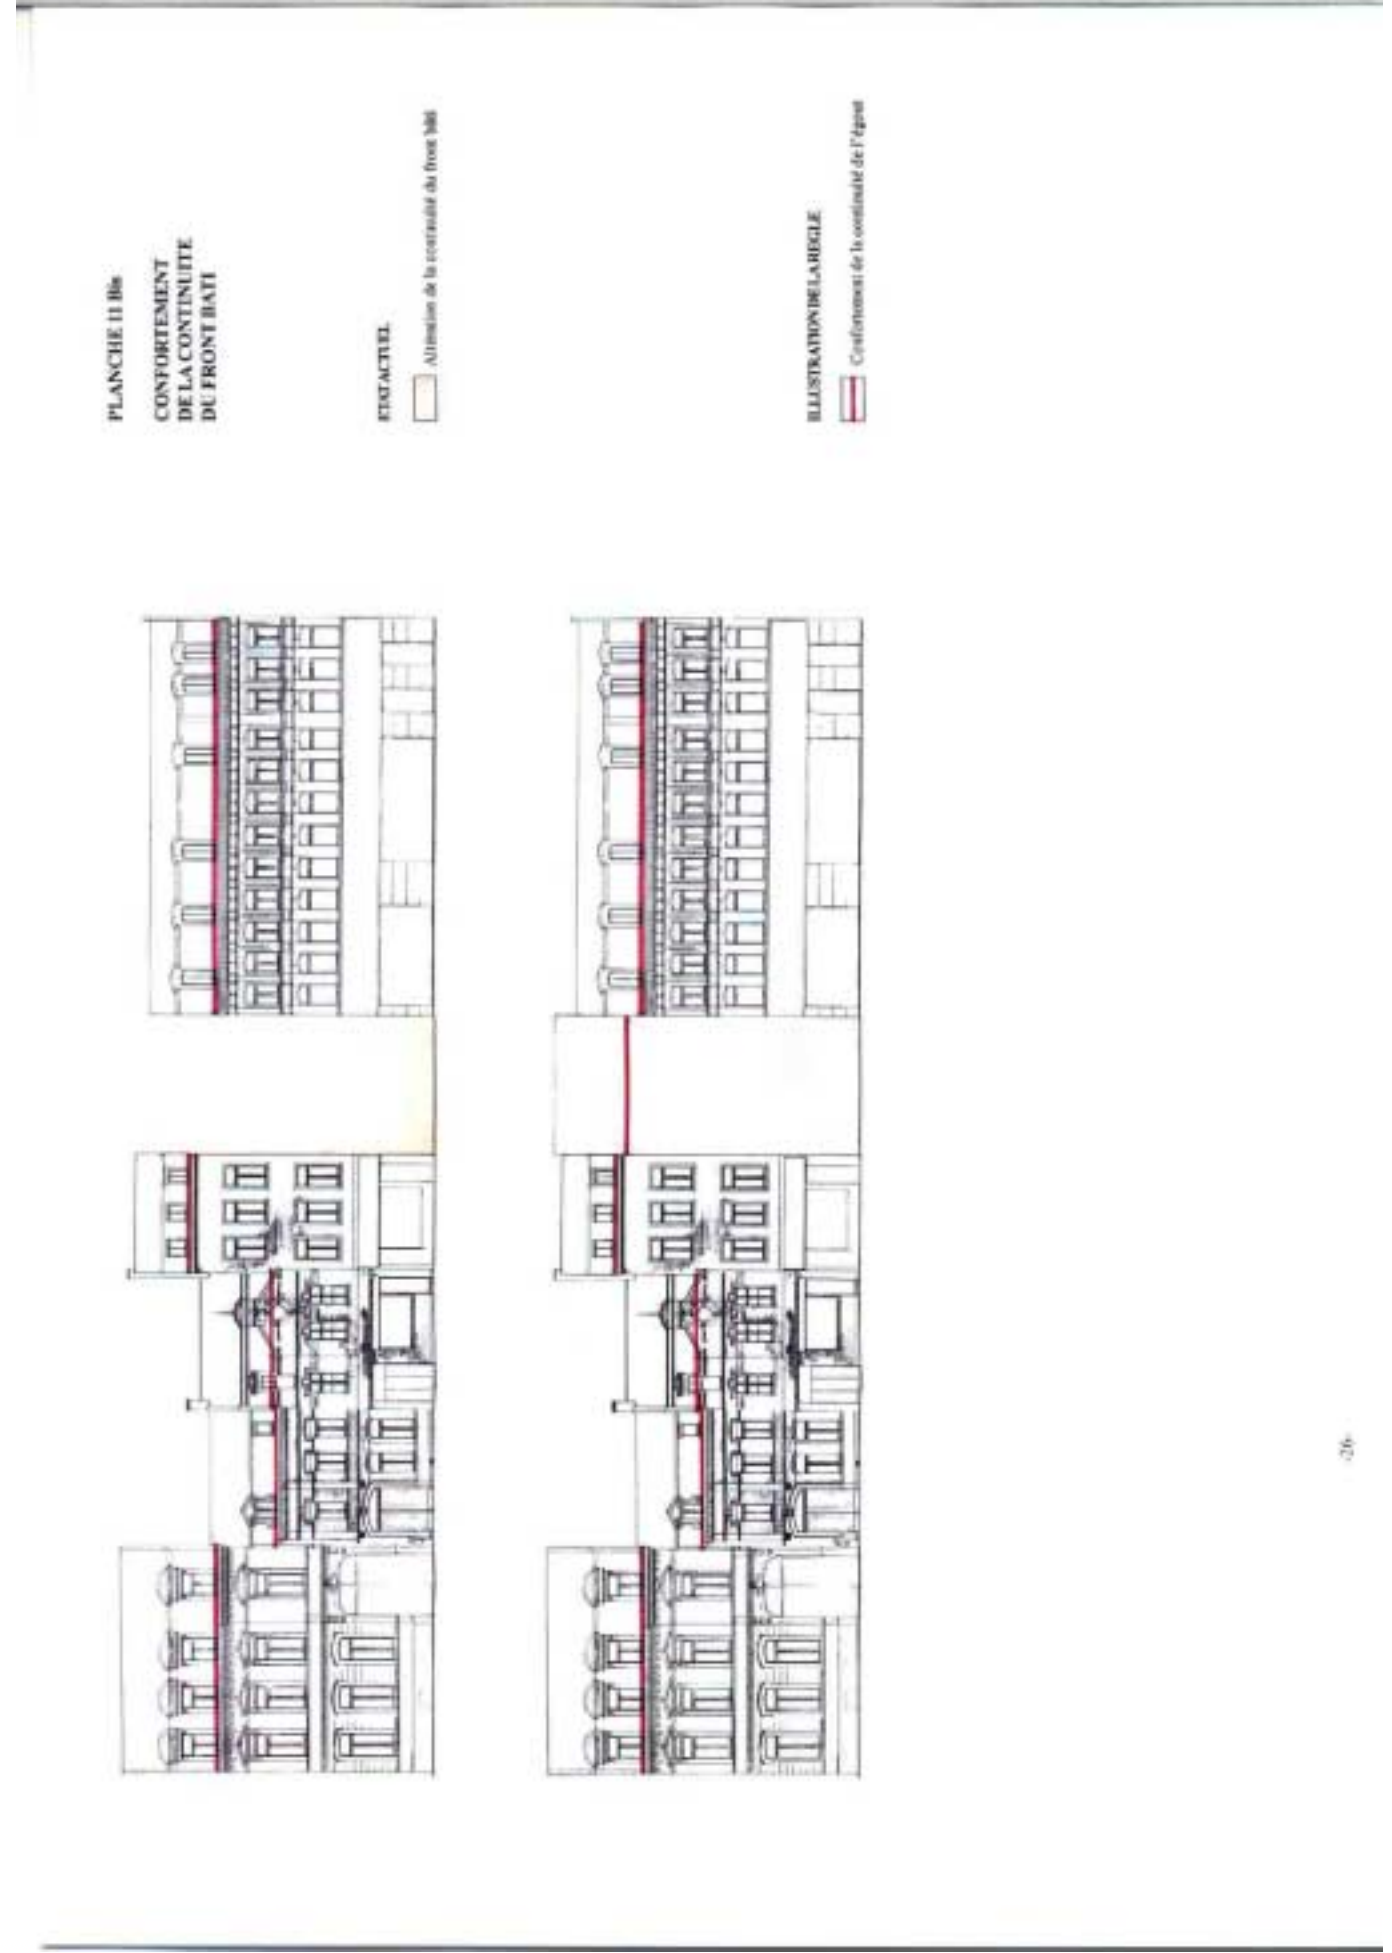 PLANCHE 11 Bis
CONFORTEMENT
DE LA CONTINUITE
DU FRONT BATI
ETAT ACTUEL
Altération de la continuité du front bâti
ILLUSTRATION DE LA REGLE
Confortement de la continuité de l'égout
-26-